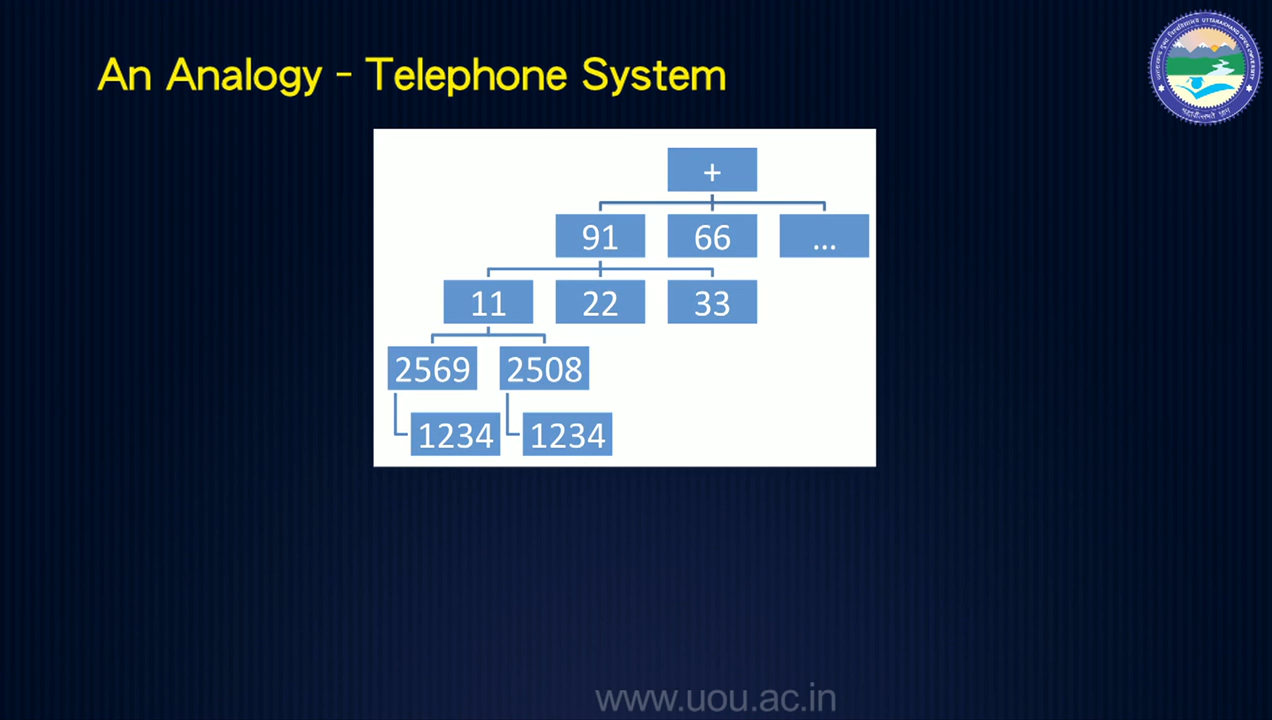 An Analogy - Telephone System
+
91 66 ...
11 22 33
2569 2508
1234 1234
www.uou.ac.in